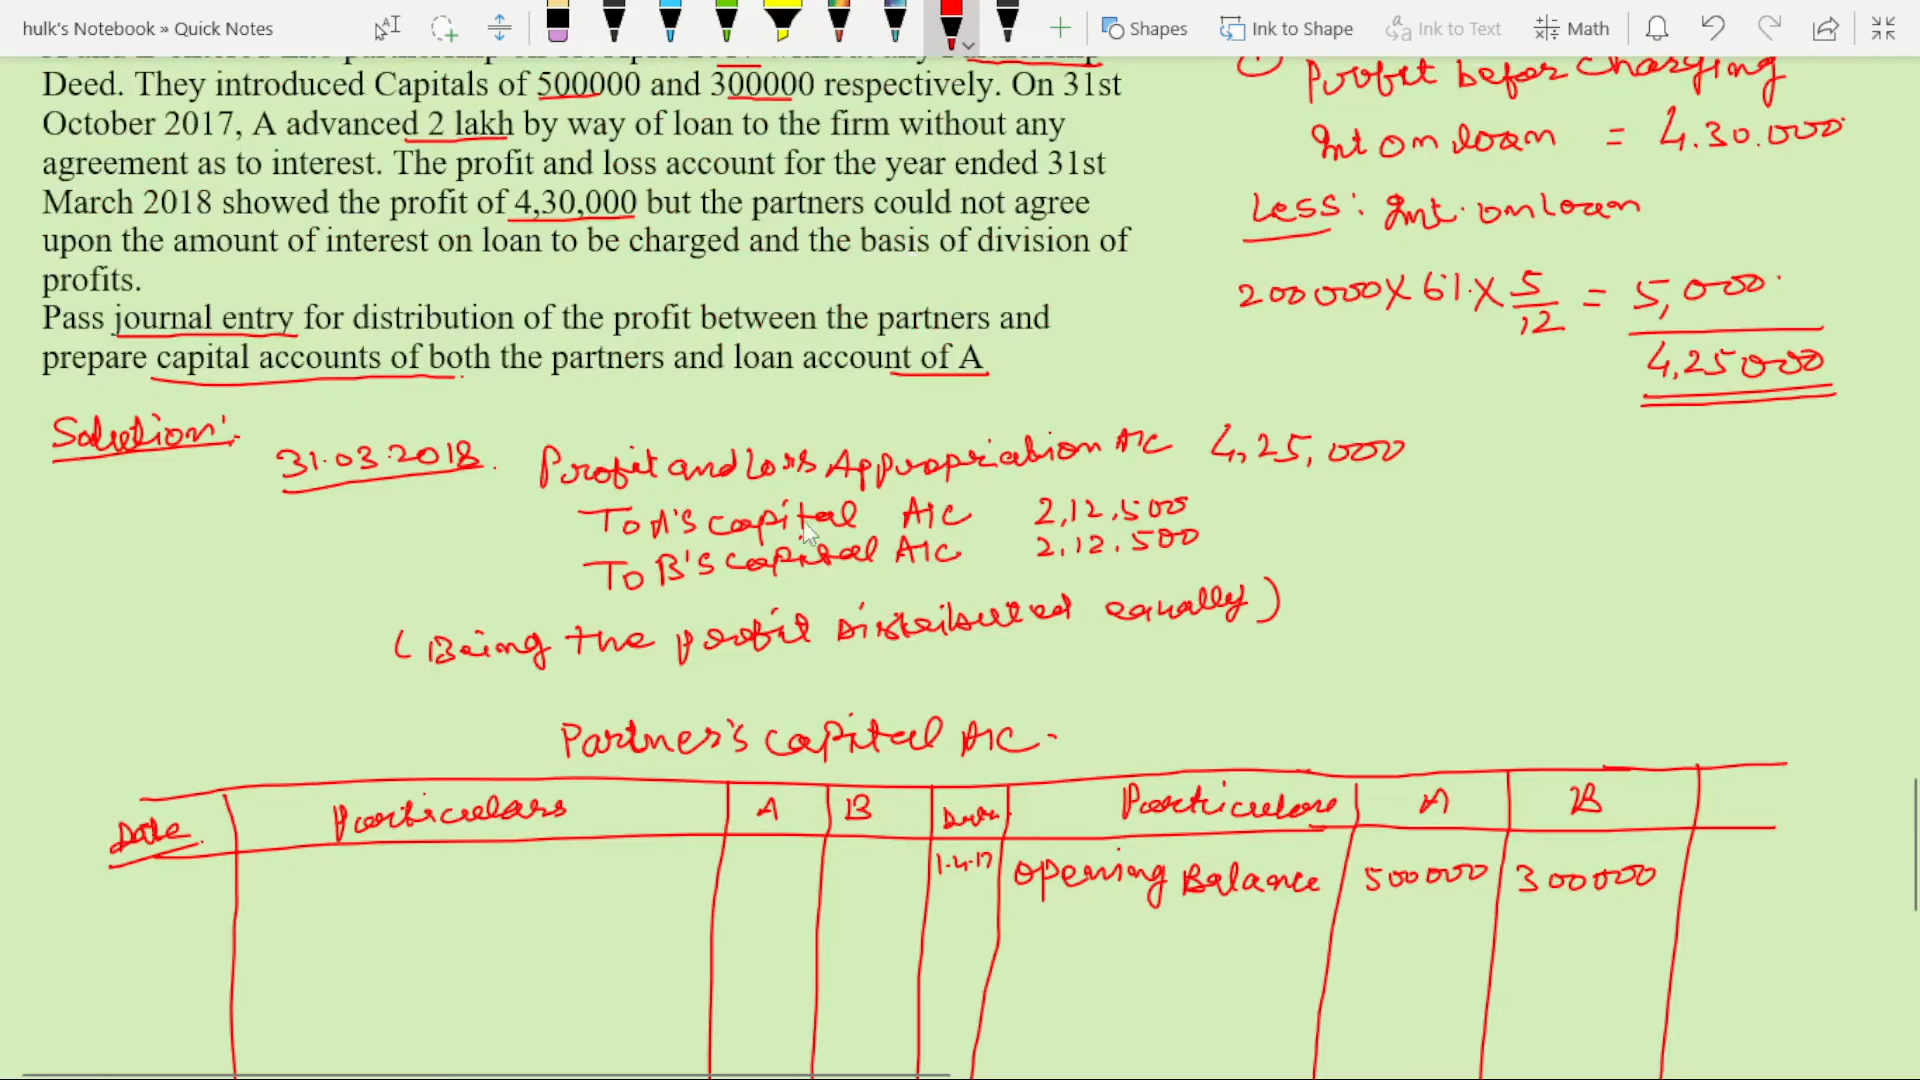 hulk's Notebook » Quick Notes
Shapes
Ink to Shape
Ink to Text
Math
Deed. They introduced Capitals of 500000 and 300000 respectively. On 31st
October 2017, A advanced 2 lakh by way of loan to the firm without any
agreement as to interest. The profit and loss account for the year ended 31st
March 2018 showed the profit of 4,30,000 but the partners could not agree
upon the amount of interest on loan to be charged and the basis of division of
profits.
Pass journal entry for distribution of the profit between the partners and
prepare capital accounts of both the partners and loan account of A
Profit befor charging
Int on loan = 4.30.000
Less: Int. on loan
200000 X 6%. X 5/12 = 5,000
4,25000
Solution:
31.03.2018. Profit and Loss Appropriation A/C 4,25,000
To A's capital A/C 2,12,500
To B's capital A/C 2.12.500
(Being the profit distributed equally)
Partner's capital A/C.
Date Particulars A B Date Particulars A B
1.4.17 Opening Balance 500000 300000